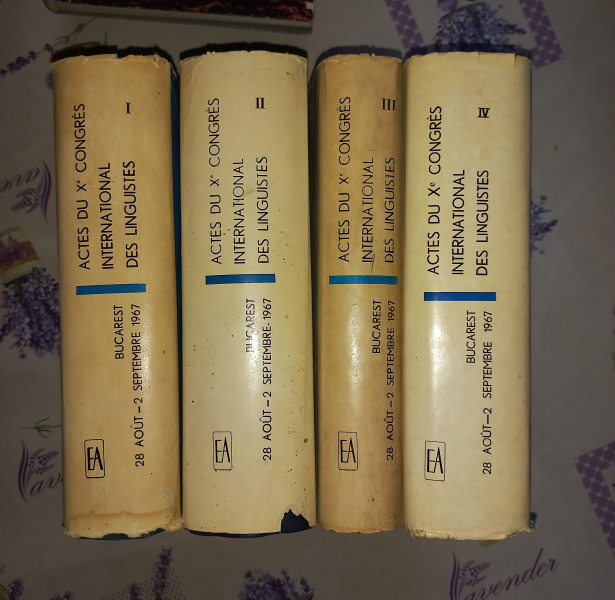 I
ACTES DU Xᵉ CONGRÈS
INTERNATIONAL
DES LINGUISTES
BUCAREST
28 AOÛT–2 SEPTEMBRE 1967
EA
II
ACTES DU Xᵉ CONGRÈS
INTERNATIONAL
DES LINGUISTES
BUCAREST
28 AOÛT–2 SEPTEMBRE 1967
EA
III
ACTES DU Xᵉ CONGRÈS
INTERNATIONAL
DES LINGUISTES
BUCAREST
28 AOÛT–2 SEPTEMBRE 1967
EA
IV
ACTES DU Xᵉ CONGRÈS
INTERNATIONAL
DES LINGUISTES
BUCAREST
28 AOÛT–2 SEPTEMBRE 1967
EA
lavender